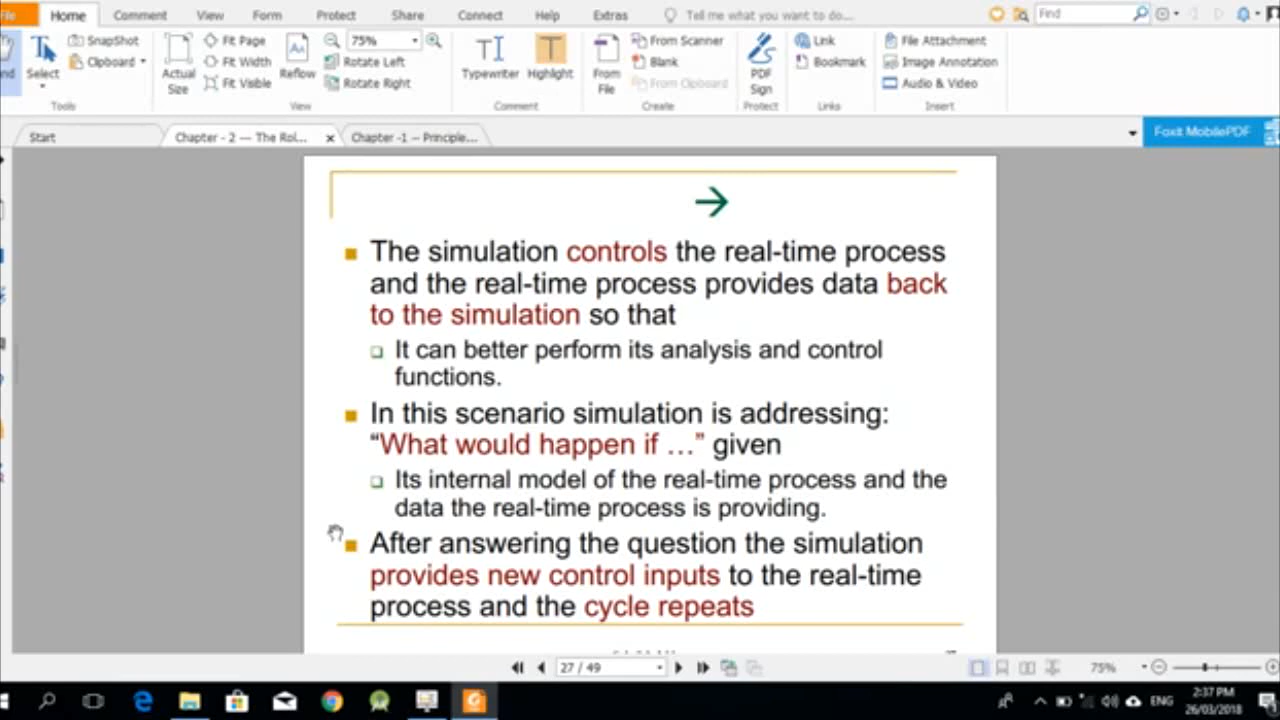 File Home Comment View Form Protect Share Connect Help Extras Tell me what you want to do... Find
SnapShot Fit Page 75% From Scanner Link File Attachment
Select Clipboard Actual Size Fit Width Reflow Rotate Left Typewriter Highlight From File Blank PDF Sign Bookmark Image Annotation
Fit Visible Rotate Right From Clipboard Audio & Video
Tools View Comment Create Protect Links Insert
Start Chapter - 2 --- The Rol... Chapter -1 -- Principle... Foxit MobilePDF
The simulation controls the real-time process
and the real-time process provides data back
to the simulation so that
It can better perform its analysis and control
functions.
In this scenario simulation is addressing:
“What would happen if …” given
Its internal model of the real-time process and the
data the real-time process is providing.
After answering the question the simulation
provides new control inputs to the real-time
process and the cycle repeats
27 / 49 75%
ENG 2:37 PM
26/03/2018